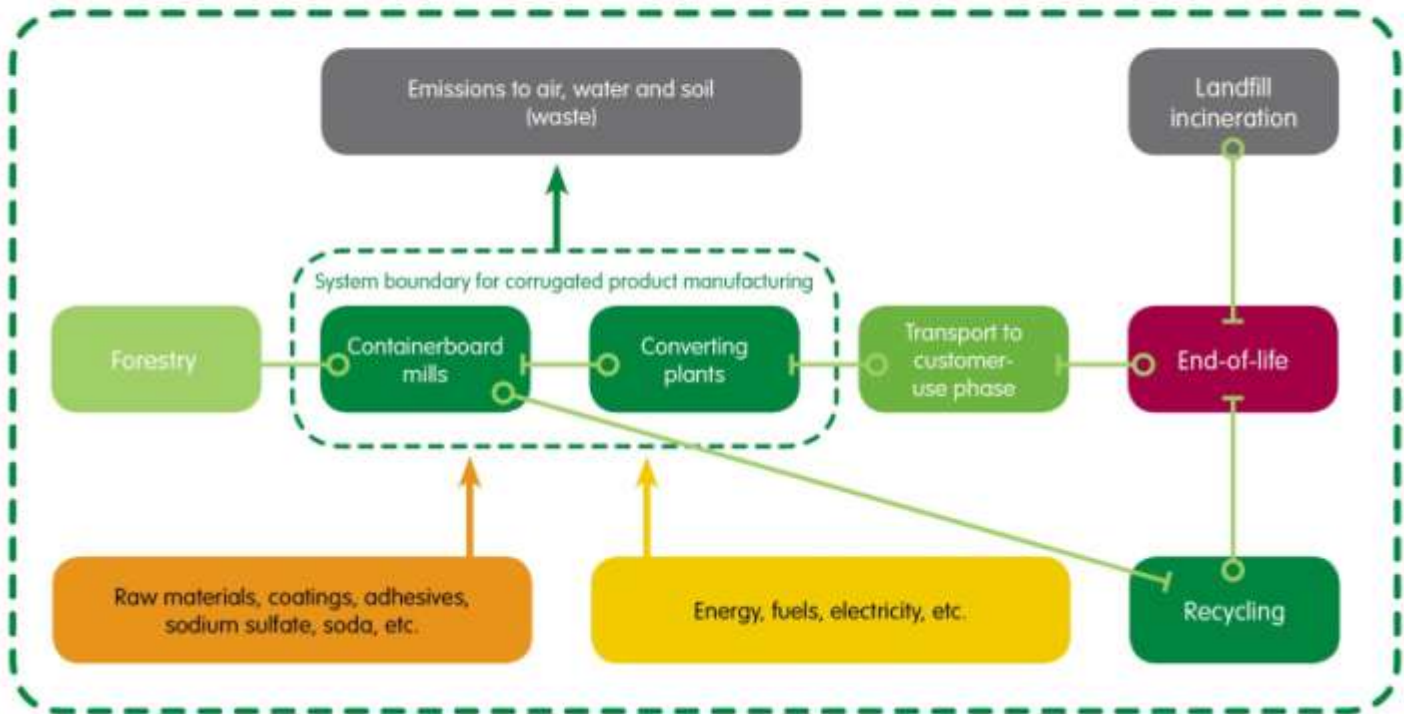 Emissions to air, water and soil
(waste)
Landfill
incineration
System boundary for corrugated product manufacturing
Forestry
Containerboard
mills
Converting
plants
Transport to
customer-
use phase
End-of-life
Raw materials, coatings, adhesives,
sodium sulfate, soda, etc.
Energy, fuels, electricity, etc.
Recycling